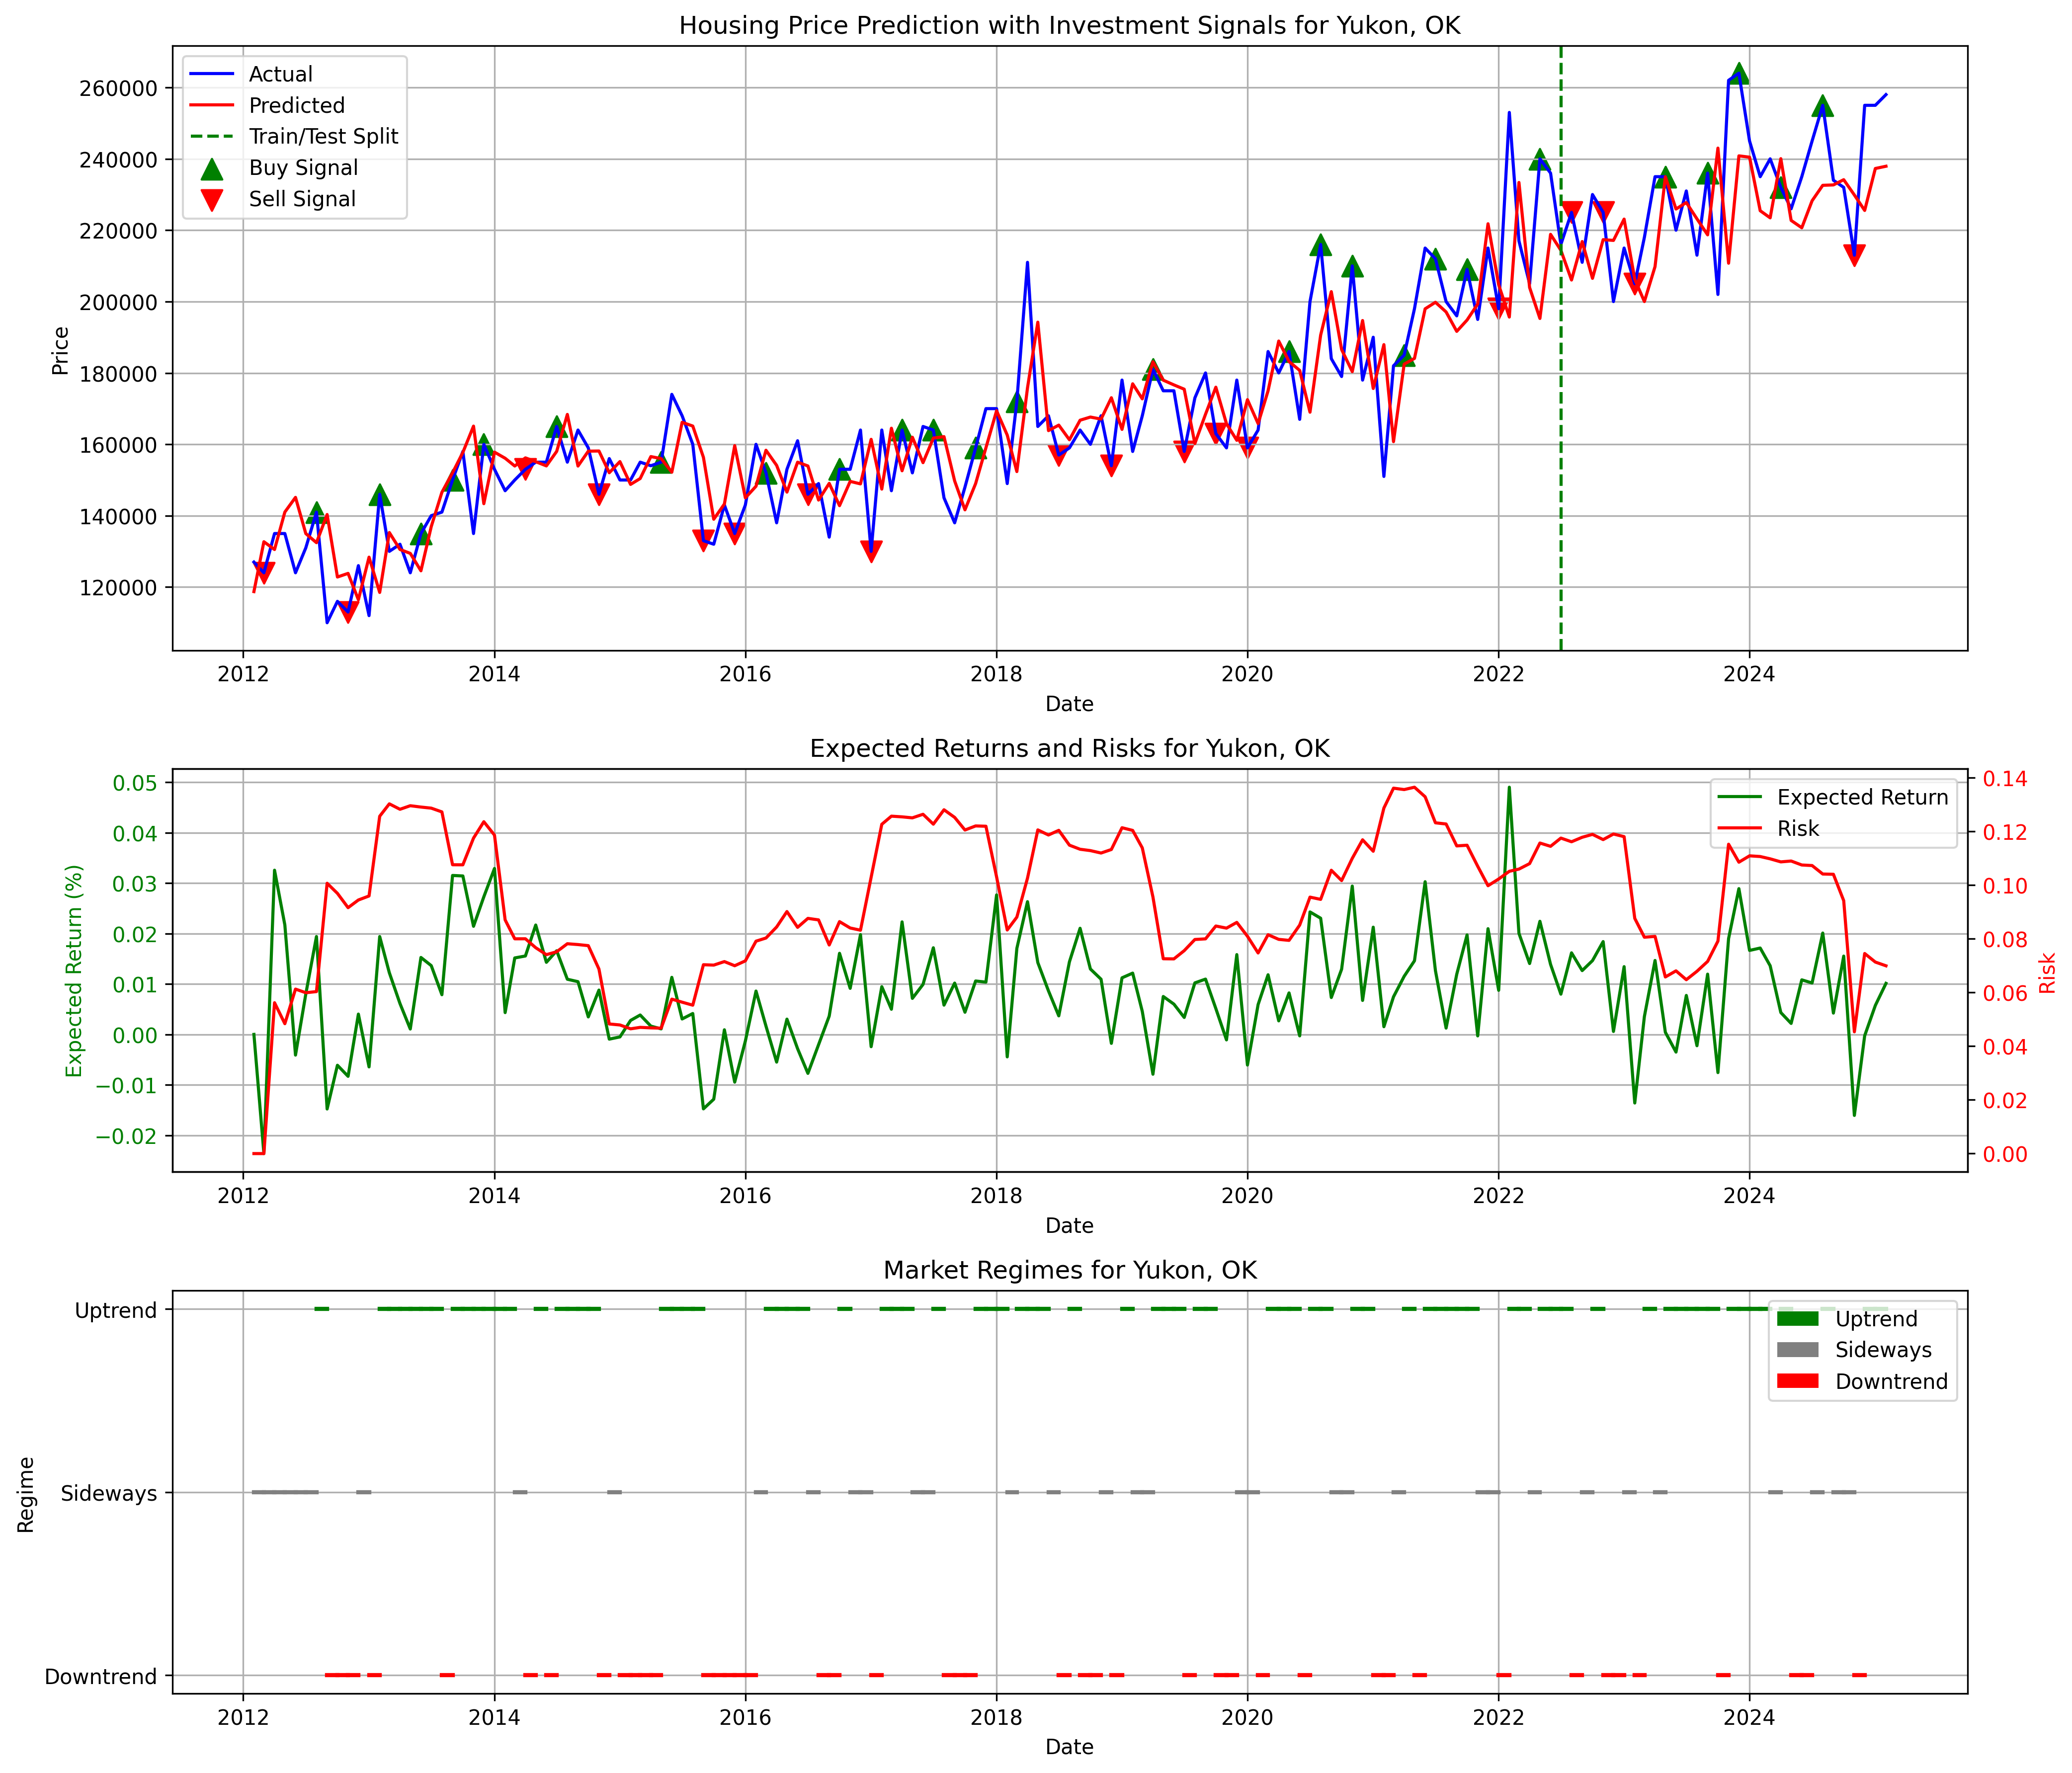 Housing Price Prediction with Investment Signals for Yukon, OK
Actual
Predicted
Train/Test Split
Buy Signal
Sell Signal
Price
260000
240000
220000
200000
180000
160000
140000
120000
2012 2014 2016 2018 2020 2022 2024
Date
Expected Returns and Risks for Yukon, OK
Expected Return
Risk
Expected Return (%)
0.05
0.04
0.03
0.02
0.01
0.00
−0.01
−0.02
0.14
0.12
0.10
0.08
0.06
0.04
0.02
0.00
Risk
2012 2014 2016 2018 2020 2022 2024
Date
Market Regimes for Yukon, OK
Uptrend
Sideways
Downtrend
Regime
Uptrend
Sideways
Downtrend
2012 2014 2016 2018 2020 2022 2024
Date